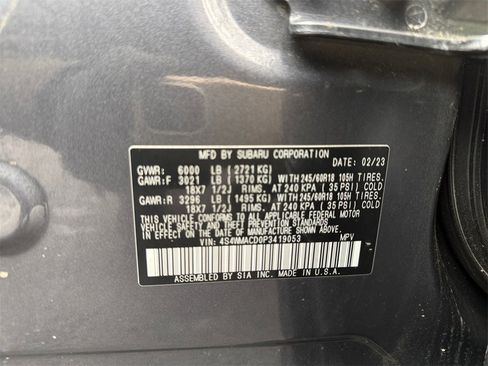 MFD BY SUBARU CORPORATION
DATE: 02/23
GVWR: 6000 LB ( 2721 KG)
GAWR:F 3021 LB ( 1370 KG) WITH 245/60R18 105H TIRES.
18X7 1/2J RIMS. AT 240 KPA ( 35 PSI) COLD
GAWR:R 3296 LB ( 1495 KG) WITH 245/60R18 105H TIRES.
18X7 1/2J RIMS. AT 240 KPA ( 35 PSI) COLD
THIS VEHICLE CONFORMS TO ALL APPLICABLE FEDERAL MOTOR
VEHICLE SAFETY AND THEFT PREVENTION STANDARDS IN EFFECT
ON THE DATE OF MANUFACTURE SHOWN ABOVE.
VIN: 4S4WMACD0P3419053 MPV
ASSEMBLED BY SIA INC. MADE IN U.S.A.